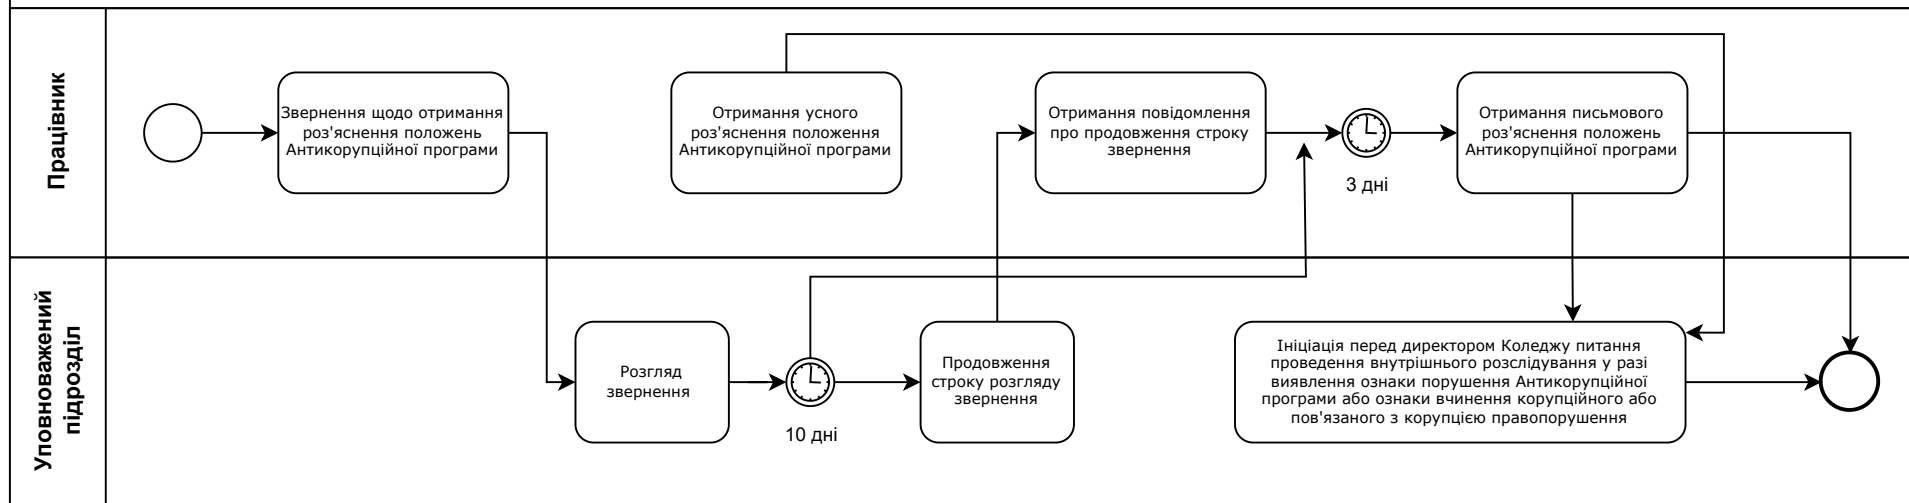 Працівник
Звернення щодо отримання
роз'яснення положень
Антикорупційної програми
Отримання усного
роз'яснення положення
Антикорупційної програми
Отримання повідомлення
про продовження строку
звернення
3 дні
Отримання письмового
роз'яснення положень
Антикорупційної програми
Уповноважений
підрозділ
Розгляд
звернення
10 дні
Продовження
строку розгляду
звернення
Ініціація перед директором Коледжу питання
проведення внутрішнього розслідування у разі
виявлення ознаки порушення Антикорупційної
програми або ознаки вчинення корупційного або
пов'язаного з корупцією правопорушення